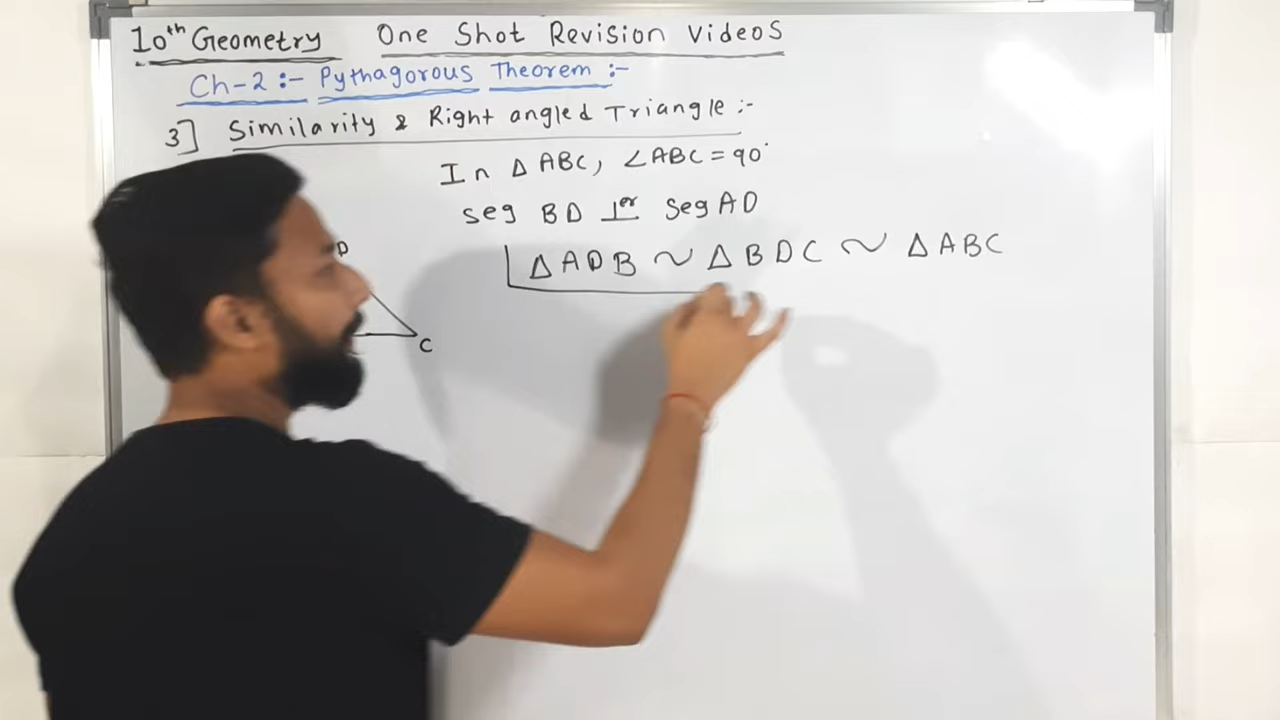 10th Geometry One Shot Revision Videos
Ch-2:- Pythagorous Theorem :-
3] Similarity & Right angled Triangle:-
In △ ABC, ∠ABC = 90°
seg BD ⊥er seg AD
△ADB ~ △BDC ~ △ABC
D
C